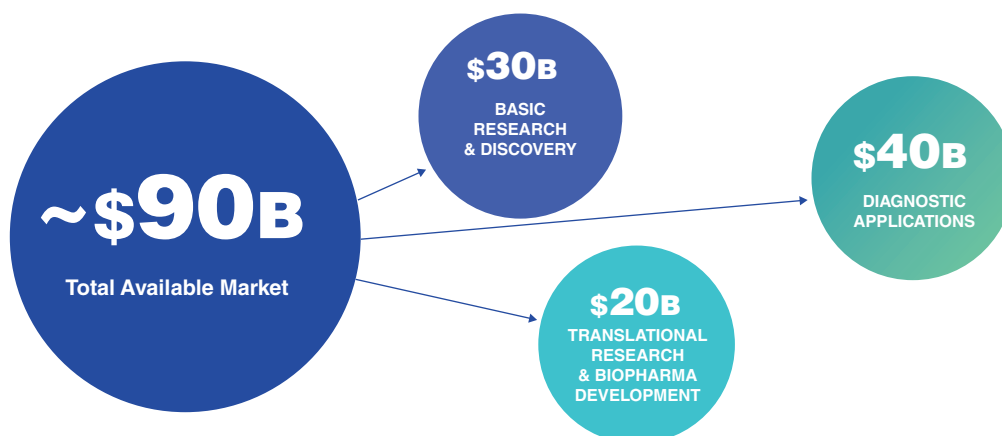 ~$90B
Total Available Market
$30B
BASIC
RESEARCH
& DISCOVERY
$40B
DIAGNOSTIC
APPLICATIONS
$20B
TRANSLATIONAL
RESEARCH
& BIOPHARMA
DEVELOPMENT